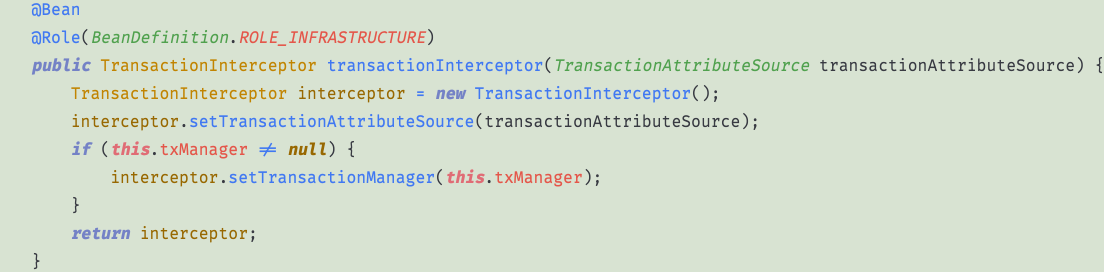 @Bean
@Role(BeanDefinition.ROLE_INFRASTRUCTURE)
public TransactionInterceptor transactionInterceptor(TransactionAttributeSource transactionAttributeSource) {
    TransactionInterceptor interceptor = new TransactionInterceptor();
    interceptor.setTransactionAttributeSource(transactionAttributeSource);
    if (this.txManager ≠ null) {
        interceptor.setTransactionManager(this.txManager);
    }
    return interceptor;
}